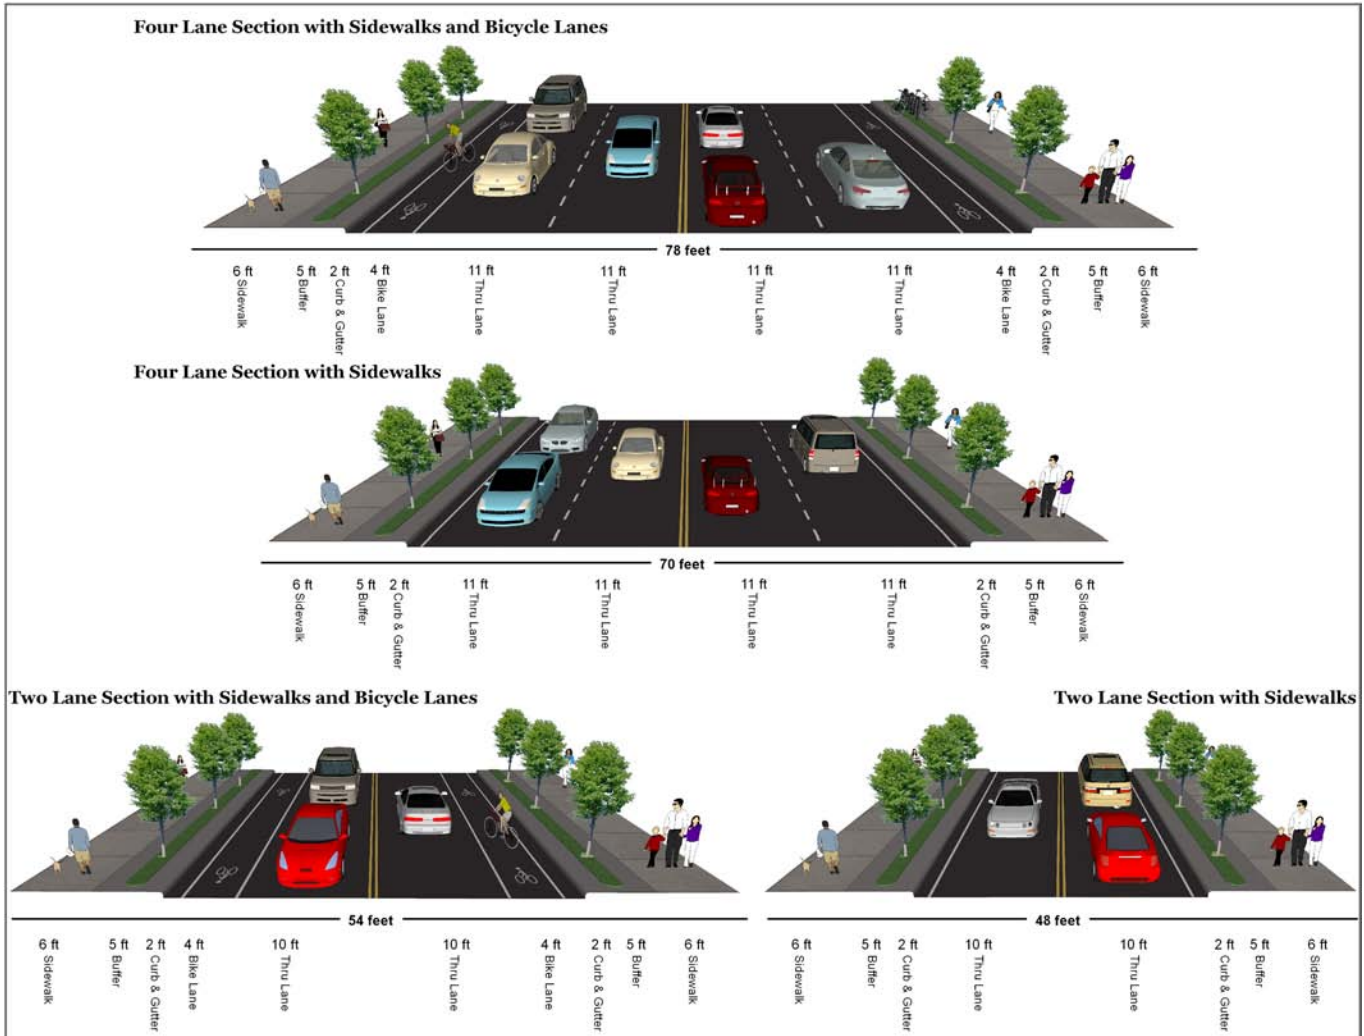 Four Lane Section with Sidewalks and Bicycle Lanes
78 feet
6 ft Sidewalk
5 ft Buffer
2 ft Curb & Gutter
4 ft Bike Lane
11 ft Thru Lane
11 ft Thru Lane
11 ft Thru Lane
11 ft Thru Lane
4 ft Bike Lane
2 ft Curb & Gutter
5 ft Buffer
6 ft Sidewalk
Four Lane Section with Sidewalks
70 feet
6 ft Sidewalk
5 ft Buffer
2 ft Curb & Gutter
11 ft Thru Lane
11 ft Thru Lane
11 ft Thru Lane
11 ft Thru Lane
2 ft Curb & Gutter
5 ft Buffer
6 ft Sidewalk
Two Lane Section with Sidewalks and Bicycle Lanes
54 feet
6 ft Sidewalk
5 ft Buffer
2 ft Curb & Gutter
4 ft Bike Lane
10 ft Thru Lane
10 ft Thru Lane
4 ft Bike Lane
2 ft Curb & Gutter
5 ft Buffer
6 ft Sidewalk
Two Lane Section with Sidewalks
48 feet
6 ft Sidewalk
5 ft Buffer
2 ft Curb & Gutter
10 ft Thru Lane
10 ft Thru Lane
2 ft Curb & Gutter
5 ft Buffer
6 ft Sidewalk